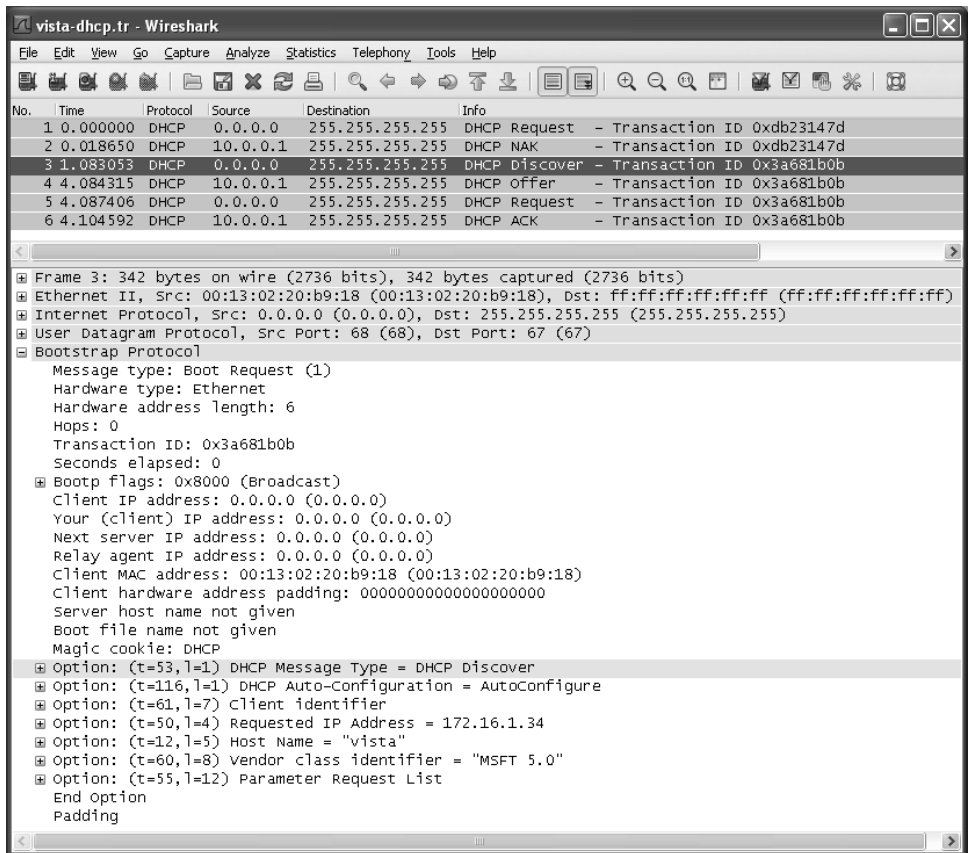 vista-dhcp.tr - Wireshark
File Edit View Go Capture Analyze Statistics Telephony Tools Help
No. Time Protocol Source Destination Info
1 0.000000 DHCP 0.0.0.0 255.255.255.255 DHCP Request – Transaction ID 0xdb23147d
2 0.018650 DHCP 10.0.0.1 255.255.255.255 DHCP NAK – Transaction ID 0xdb23147d
3 1.083053 DHCP 0.0.0.0 255.255.255.255 DHCP Discover – Transaction ID 0x3a681b0b
4 4.084315 DHCP 10.0.0.1 255.255.255.255 DHCP Offer – Transaction ID 0x3a681b0b
5 4.087406 DHCP 0.0.0.0 255.255.255.255 DHCP Request – Transaction ID 0x3a681b0b
6 4.104592 DHCP 10.0.0.1 255.255.255.255 DHCP ACK – Transaction ID 0x3a681b0b
Frame 3: 342 bytes on wire (2736 bits), 342 bytes captured (2736 bits)
Ethernet II, Src: 00:13:02:20:b9:18 (00:13:02:20:b9:18), Dst: ff:ff:ff:ff:ff:ff (ff:ff:ff:ff:ff:ff)
Internet Protocol, Src: 0.0.0.0 (0.0.0.0), Dst: 255.255.255.255 (255.255.255.255)
User Datagram Protocol, Src Port: 68 (68), Dst Port: 67 (67)
Bootstrap Protocol
Message type: Boot Request (1)
Hardware type: Ethernet
Hardware address length: 6
Hops: 0
Transaction ID: 0x3a681b0b
Seconds elapsed: 0
Bootp flags: 0x8000 (Broadcast)
Client IP address: 0.0.0.0 (0.0.0.0)
Your (client) IP address: 0.0.0.0 (0.0.0.0)
Next server IP address: 0.0.0.0 (0.0.0.0)
Relay agent IP address: 0.0.0.0 (0.0.0.0)
Client MAC address: 00:13:02:20:b9:18 (00:13:02:20:b9:18)
Client hardware address padding: 00000000000000000000
Server host name not given
Boot file name not given
Magic cookie: DHCP
Option: (t=53,l=1) DHCP Message Type = DHCP Discover
Option: (t=116,l=1) DHCP Auto-Configuration = AutoConfigure
Option: (t=61,l=7) Client identifier
Option: (t=50,l=4) Requested IP Address = 172.16.1.34
Option: (t=12,l=5) Host Name = "vista"
Option: (t=60,l=8) Vendor class identifier = "MSFT 5.0"
Option: (t=55,l=12) Parameter Request List
End Option
Padding